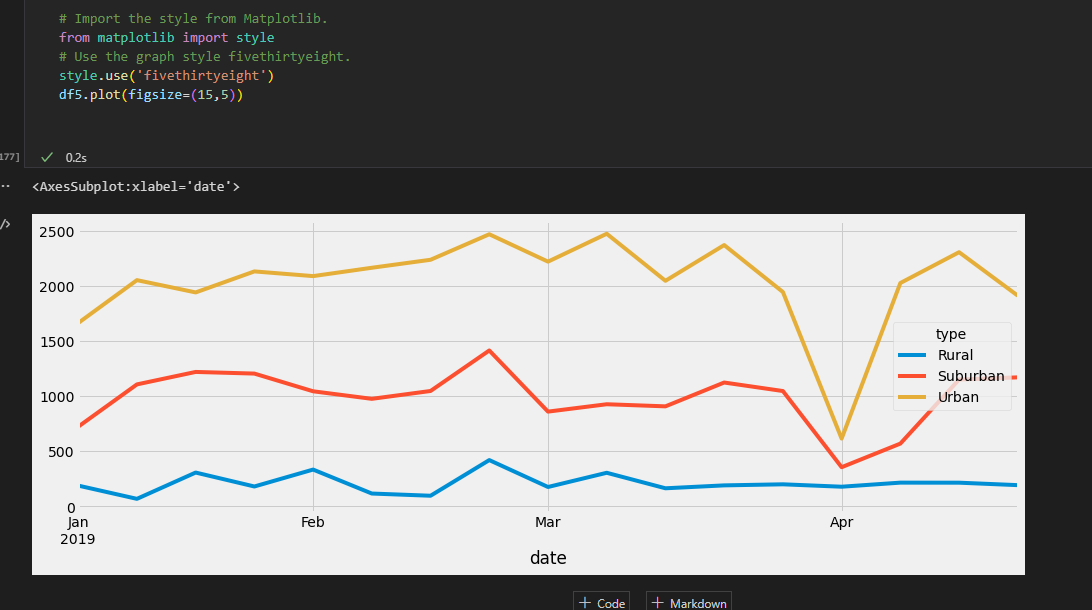 # Import the style from Matplotlib.
from matplotlib import style
# Use the graph style fivethirtyeight.
style.use('fivethirtyeight')
df5.plot(figsize=(15,5))
177]
0.2s
<AxesSubplot:xlabel='date'>
2500
2000
1500
1000
500
0
type
Rural
Suburban
Urban
Jan
2019
Feb
Mar
Apr
date
+ Code
+ Markdown